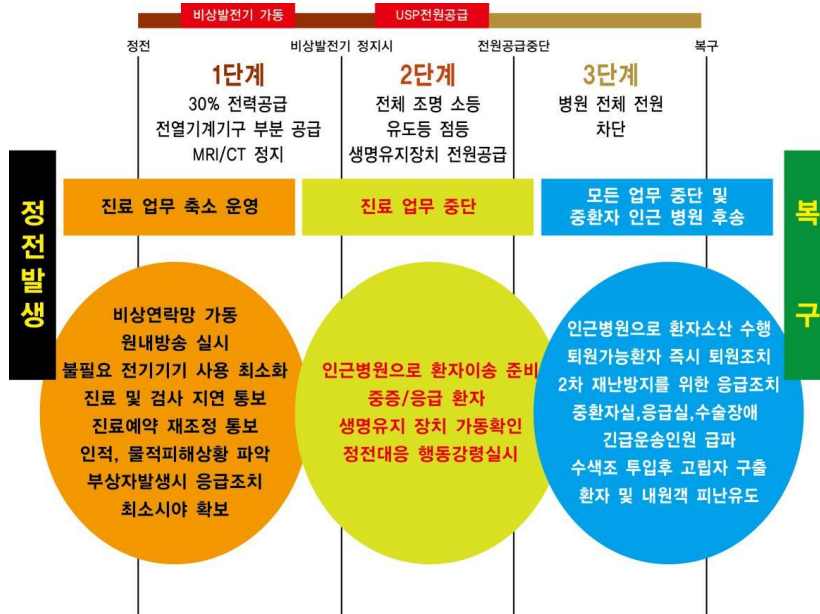 비상발전기 가동
USP전원공급
정전
비상발전기 정지시
전원공급중단
복구
1단계
30% 전력공급
전열기계기구 부분 공급
MRI/CT 정지
2단계
전체 조명 소등
유도등 점등
생명유지장치 전원공급
3단계
병원 전체 전원
차단
정전발생
진료 업무 축소 운영
진료 업무 중단
모든 업무 중단 및
중환자 인근 병원 후송
복구
비상연락망 가동
원내방송 실시
불필요 전기기기 사용 최소화
진료 및 검사 지연 통보
진료예약 재조정 통보
인적, 물적피해상황 파악
부상자발생시 응급조치
최소시야 확보
인근병원으로 환자이송 준비
중증/응급 환자
생명유지 장치 가동확인
정전대응 행동강령실시
인근병원으로 환자소산 수행
퇴원가능환자 즉시 퇴원조치
2차 재난방지를 위한 응급조치
중환자실,응급실,수술장애
긴급운송인원 급파
수색조 투입후 고립자 구출
환자 및 내원객 피난유도